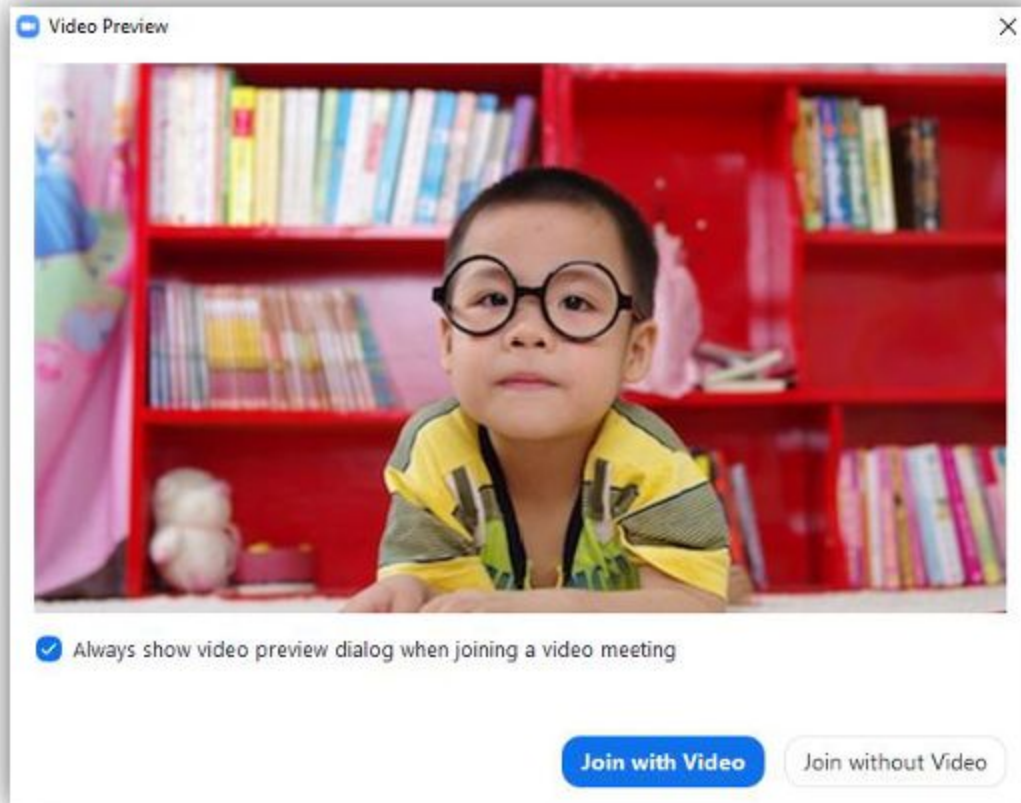 Video Preview
Always show video preview dialog when joining a video meeting
Join with Video
Join without Video